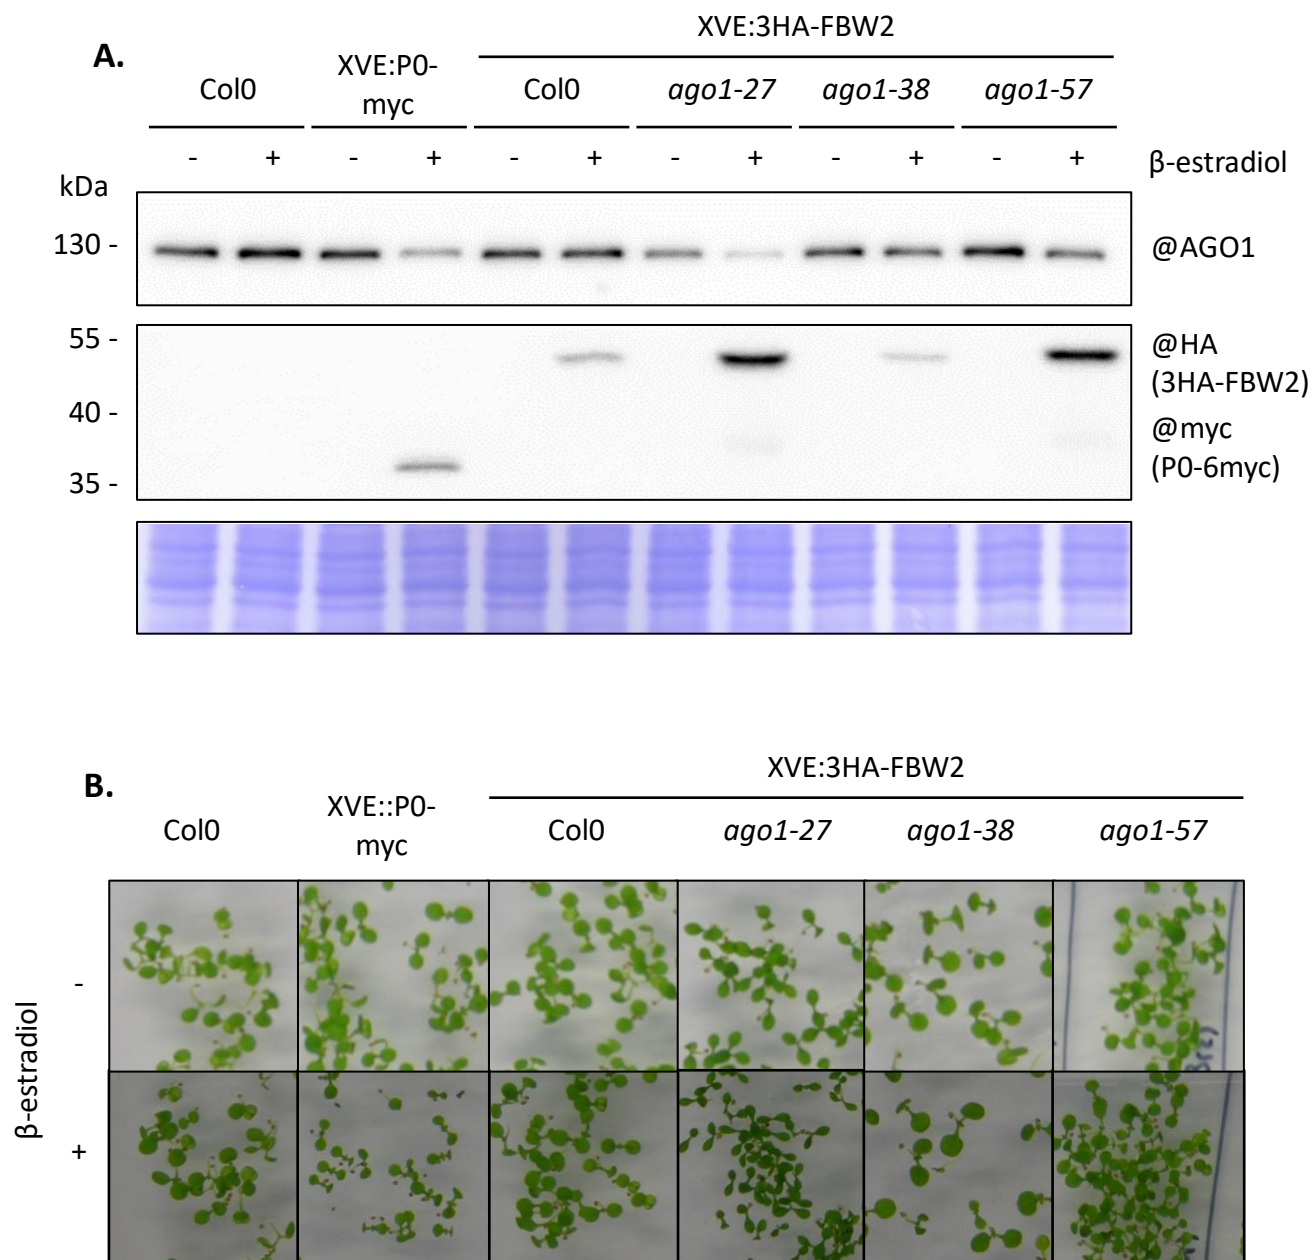 A.
XVE:3HA-FBW2
Col0 XVE:P0-myc Col0 ago1-27 ago1-38 ago1-57
- + - + - + - + - + - + β-estradiol
kDa
130 - @AGO1
55 - @HA
(3HA-FBW2)
40 - @myc
(P0-6myc)
35 -
B.
XVE:3HA-FBW2
Col0 XVE::P0-myc Col0 ago1-27 ago1-38 ago1-57
β-estradiol
-
+